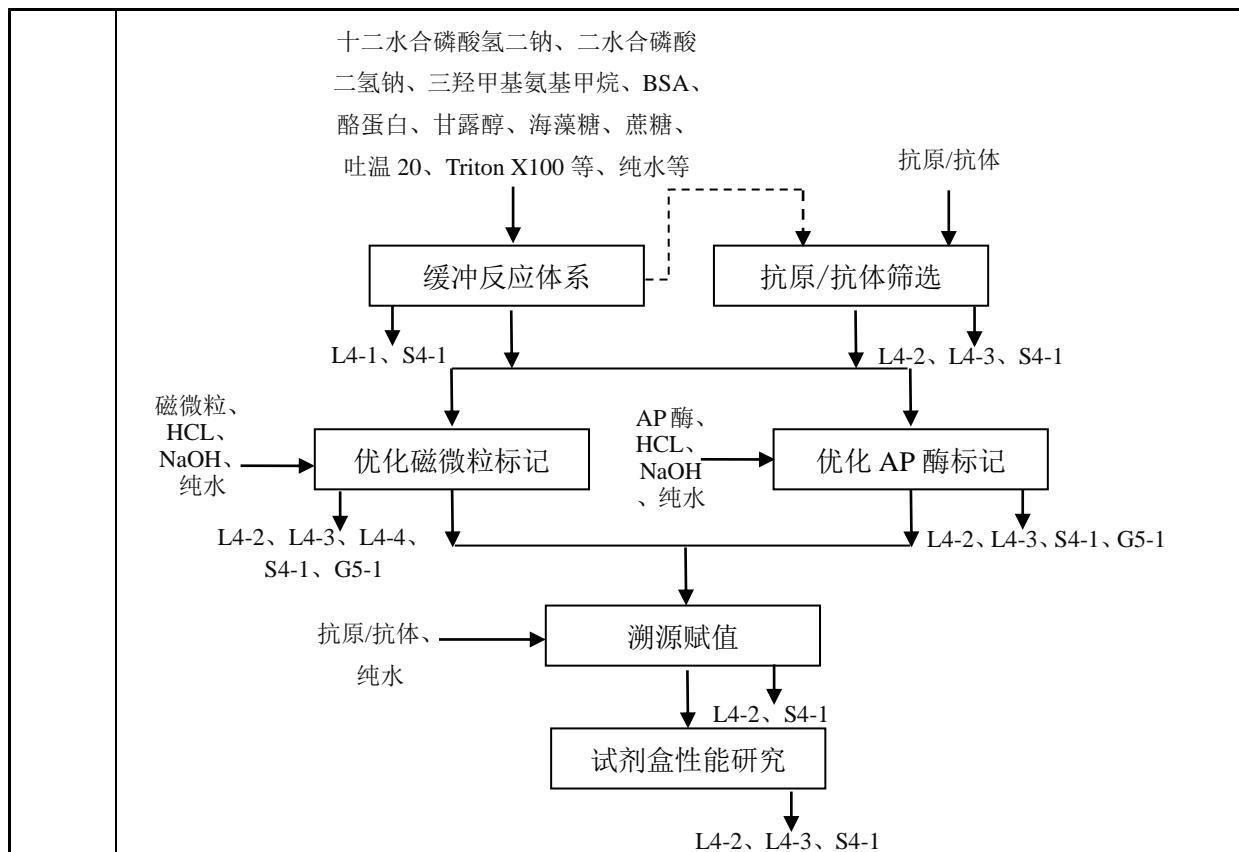 十二水合磷酸氢二钠、二水合磷酸
二氢钠、三羟甲基氨基甲烷、BSA、
酪蛋白、甘露醇、海藻糖、蔗糖、
吐温 20、Triton X100 等、纯水等
抗原/抗体
缓冲反应体系
抗原/抗体筛选
L4-1、S4-1
L4-2、L4-3、S4-1
磁微粒、
HCL、
NaOH、
纯水
优化磁微粒标记
AP 酶、
HCL、
NaOH
、纯水
优化 AP 酶标记
L4-2、L4-3、L4-4、
S4-1、G5-1
L4-2、L4-3、S4-1、G5-1
抗原/抗体、
纯水
溯源赋值
L4-2、S4-1
试剂盒性能研究
L4-2、L4-3、S4-1